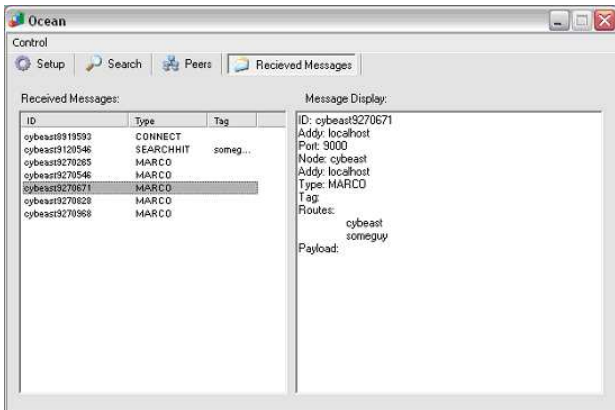 Ocean
Control
Setup Search Peers Recieved Messages
Received Messages: Message Display:
ID Type Tag
cybeast8919593 CONNECT
cybeast9120546 SEARCHHIT someg...
cybeast9270265 MARCO
cybeast9270546 MARCO
cybeast9270671 MARCO
cybeast9270828 MARCO
cybeast9270968 MARCO
ID: cybeast9270671
Addy: localhost
Port: 9000
Node: cybeast
Addy: localhost
Type: MARCO
Tag:
Routes:
cybeast
someguy
Payload: